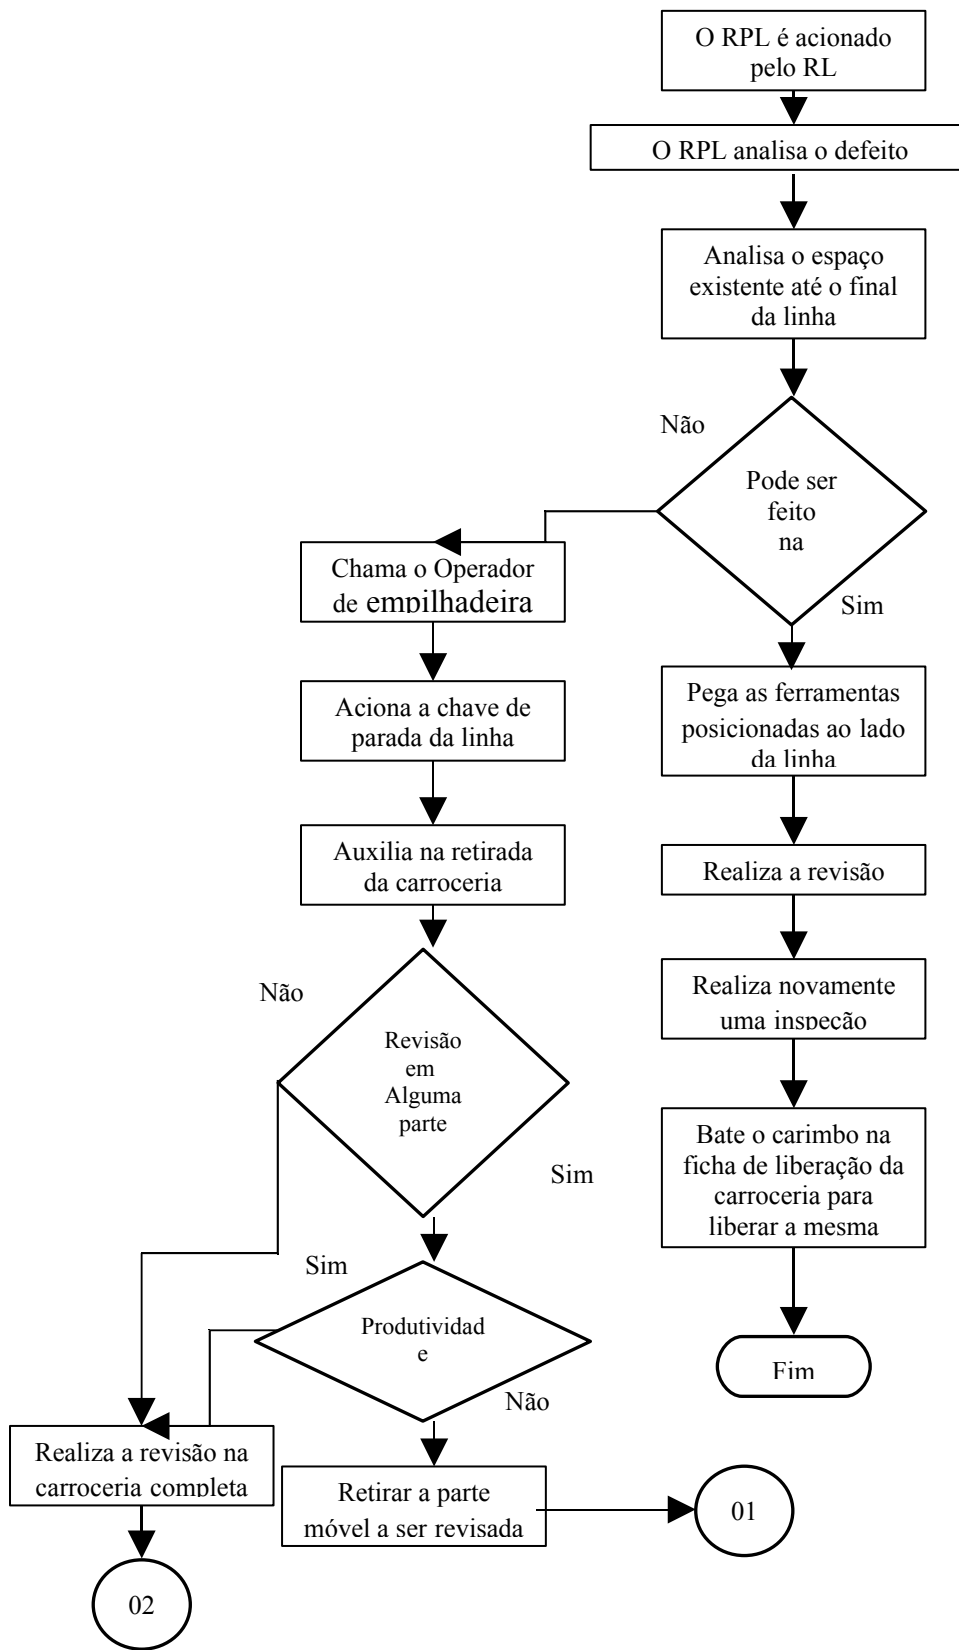 O RPL é acionado
pelo RL
O RPL analisa o defeito
Analisa o espaço
existente até o final
da linha
Não
Pode ser
feito
na
Sim
Chama o Operador
de empilhadeira
Aciona a chave de
parada da linha
Auxilia na retirada
da carroceria
Pega as ferramentas
posicionadas ao lado
da linha
Realiza a revisão
Realiza novamente
uma inspeção
Bate o carimbo na
ficha de liberação da
carroceria para
liberar a mesma
Fim
Não
Revisão
em
Alguma
parte
Sim
Sim
Produtividad
e
Não
Realiza a revisão na
carroceria completa
Retirar a parte
móvel a ser revisada
01
02